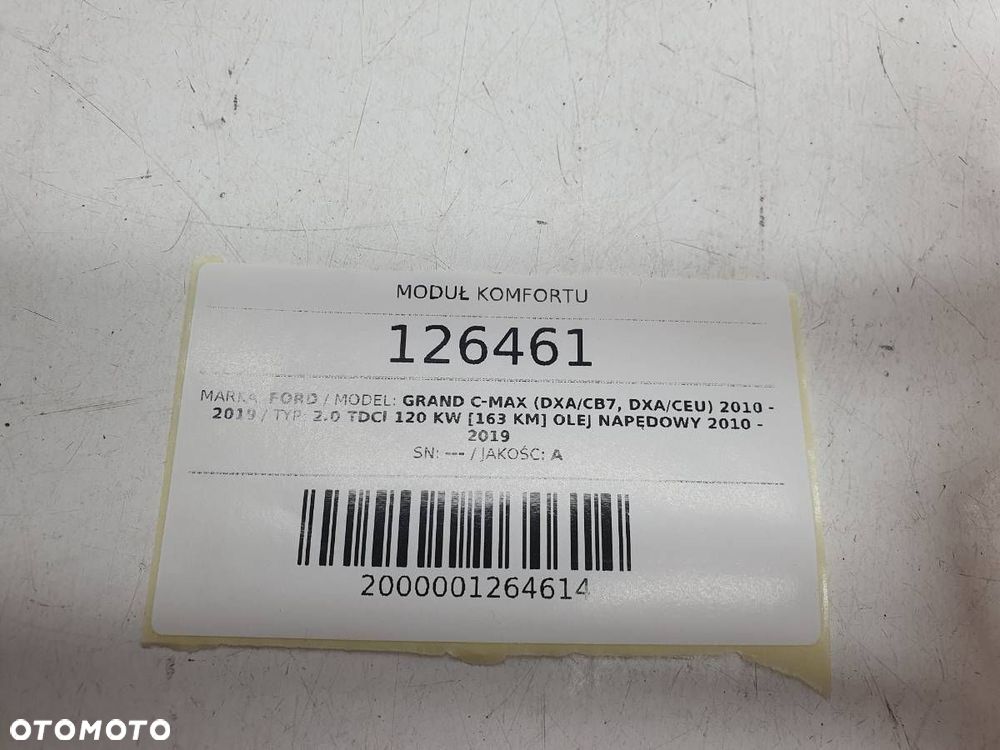 MODUŁ KOMFORTU
126461
MARKA: FORD / MODEL: GRAND C-MAX (DXA/CB7, DXA/CEU) 2010 -
2019 / TYP: 2.0 TDCI 120 KW [163 KM] OLEJ NAPĘDOWY 2010 -
2019
SN: --- / JAKOŚĆ: A
2000001264614
OTOMOTO